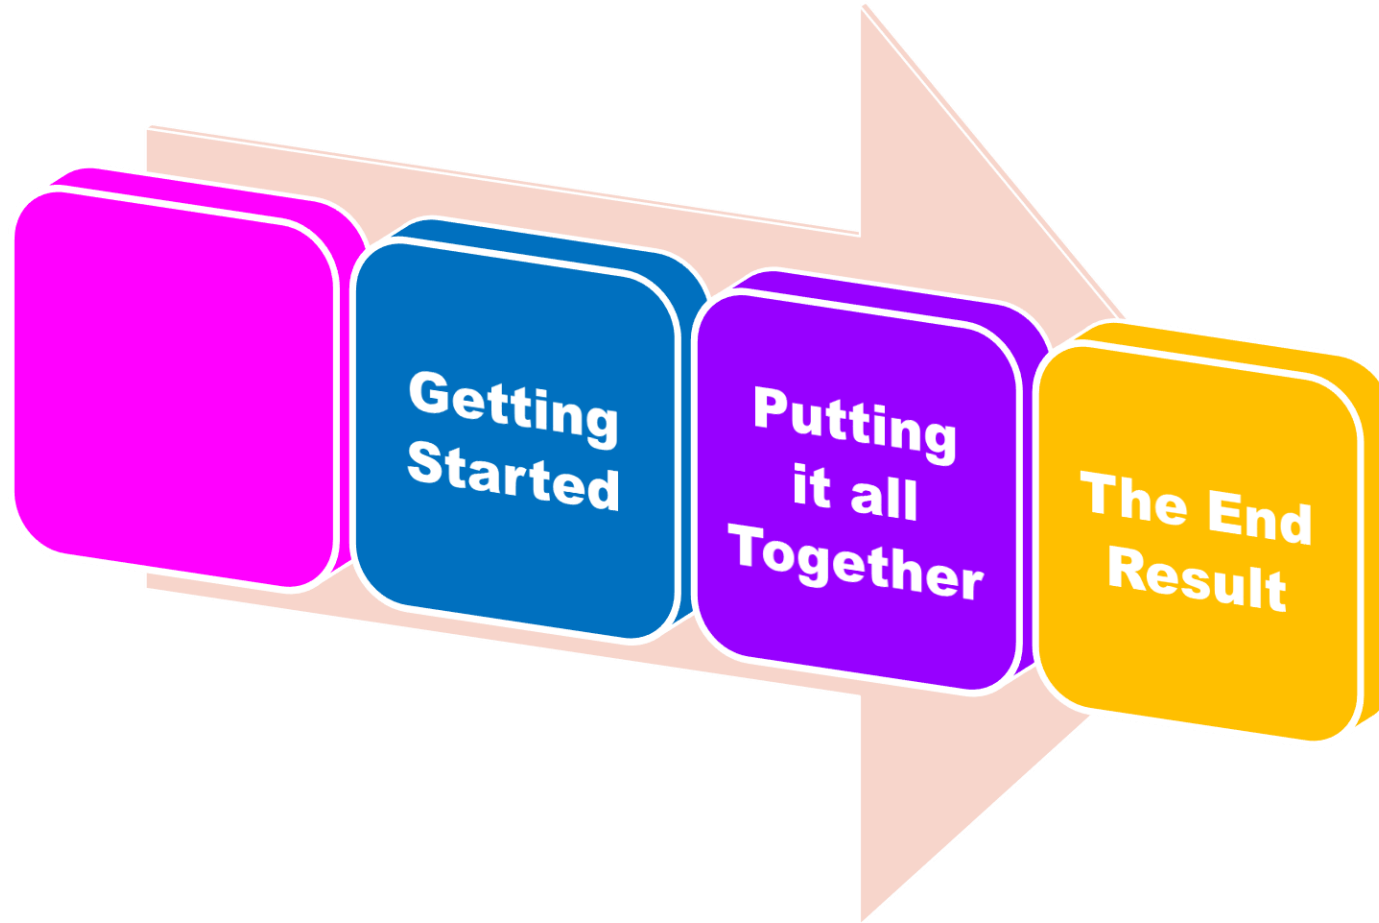 Getting
Started
Putting
it all
Together
The End
Result